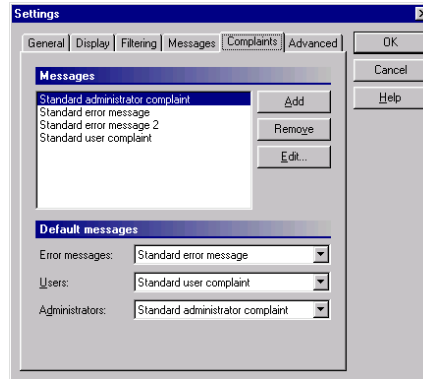 Settings
General Display Filtering Messages Complaints Advanced
OK
Cancel
Help
Messages
Standard administrator complaint
Standard error message
Standard error message 2
Standard user complaint
Add
Remove
Edit...
Default messages
Error messages: Standard error message
Users: Standard user complaint
Administrators: Standard administrator complaint